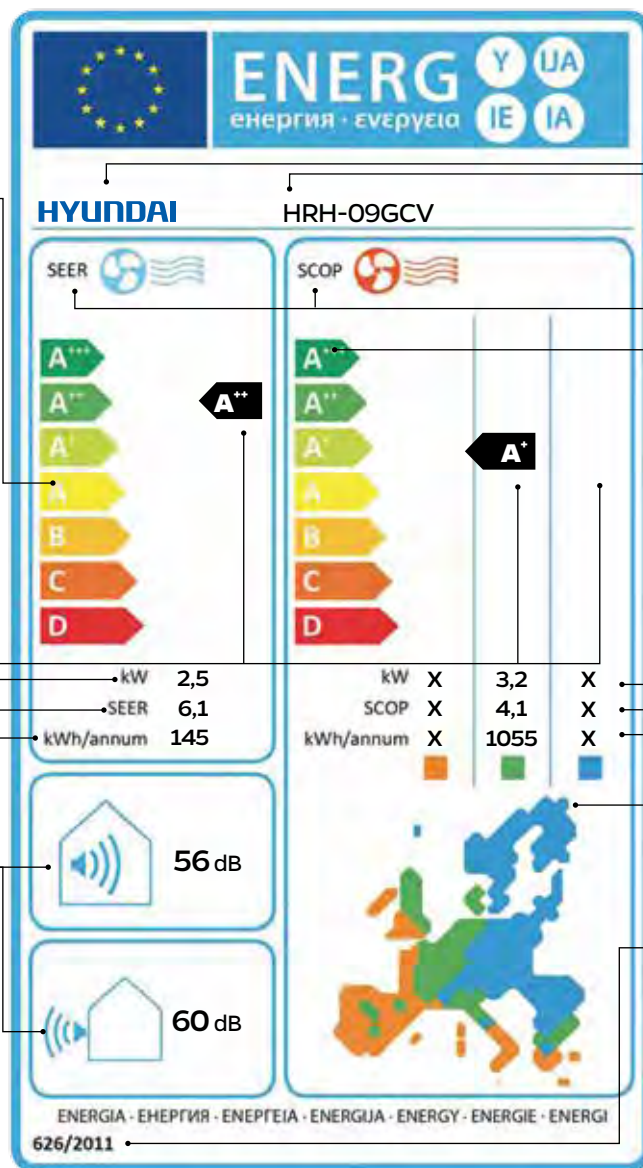 ENERG Y IJA
енергия · ενεργεια IE IA
HYUNDAI HRH-09GCV
SEER SCOP
A+++ A+++
A++ A++ A++
A+ A+ A+
A A
B B
C C
D D
kW 2,5 kW X 3,2 X
SEER 6,1 SCOP X 4,1 X
kWh/annum 145 kWh/annum X 1055 X
56 dB
60 dB
ENERGIA · ЕНЕРГИЯ · ΕΝΕΡΓΕΙΑ · ENERGIJA · ENERGY · ENERGIE · ENERGI
626/2011